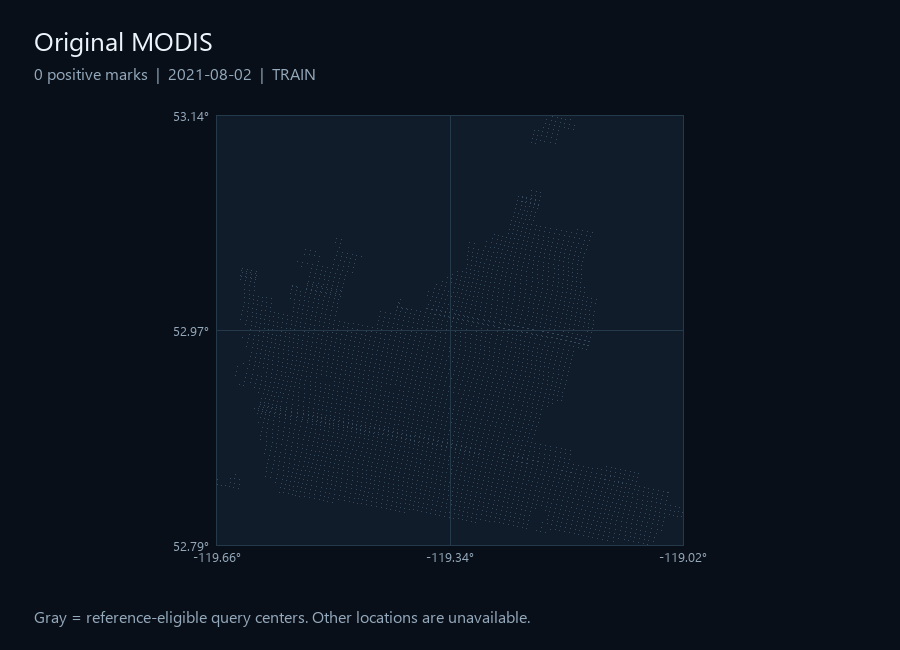 Original MODIS
0 positive marks | 2021-08-02 | TRAIN
53.14°
52.97°
52.79°
-119.66° -119.34° -119.02°
Gray = reference-eligible query centers. Other locations are unavailable.